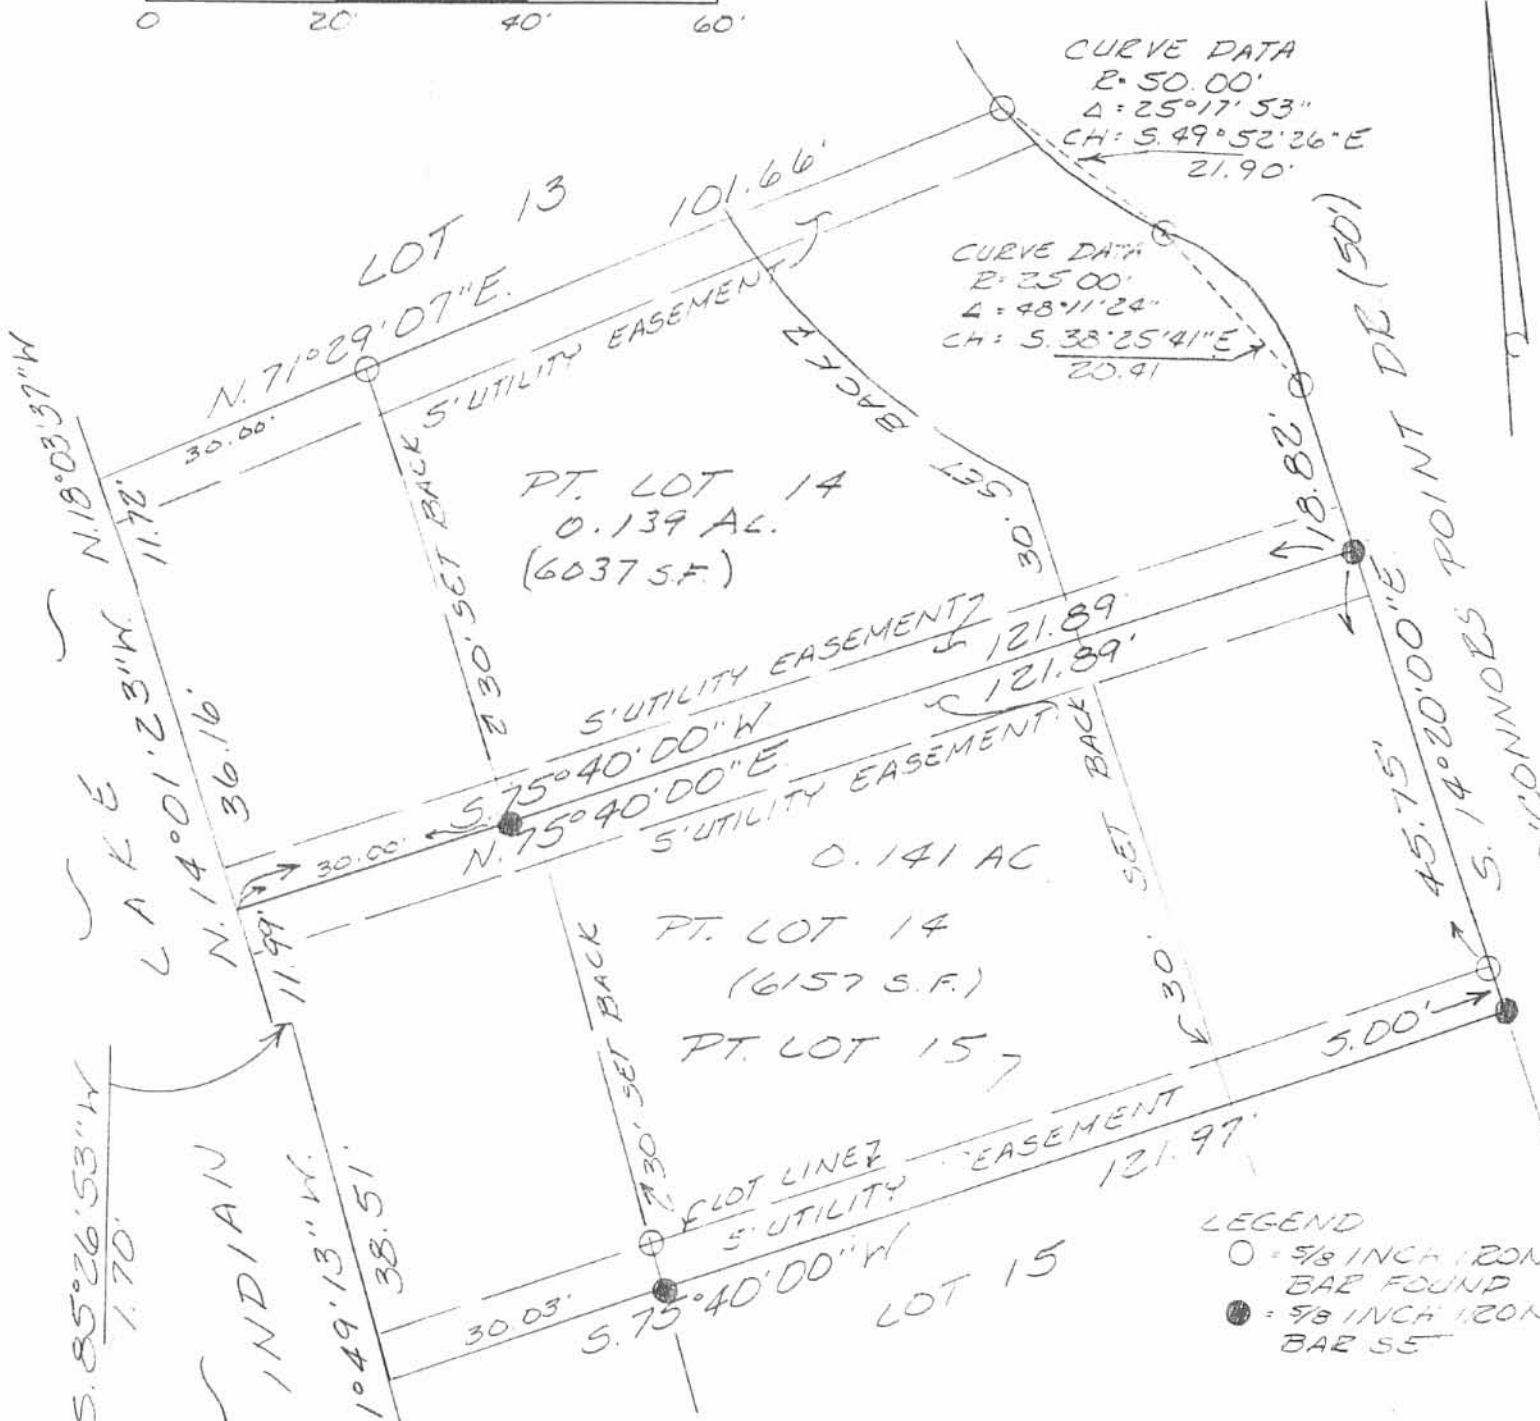 0 20' 40' 60'
CURVE DATA
R= 50.00'
Δ= 25°17'53"
CH= S.49°52'26"E
21.90'
LOT 13
101.66'
N.71°29'07"E.
30.00'
5' UTILITY EASEMENT
CURVE DATA
R= 25.00'
Δ= 48°11'24"
CH= S.38°25'41"E
20.41
N.18°03'37"W
11.72'
30' SET BACK
30' SET BACK
PT. LOT 14
0.139 AC.
(6037 S.F.)
18.82'
5' UTILITY EASEMENT
121.89'
S.75°40'00"W
N.75°40'00"E
121.89'
5' UTILITY EASEMENT
30.00'
N.14°01'23"W.
36.16'
11.99'
LAKE
INDIAN
S.14°20'00"E.
45.75'
CONNORS POINT DR. (50')
0.141 AC
PT. LOT 14
(6157 S.F.)
PT. LOT 15
30' SET BACK
30' SET BACK
5.00'
S.85°26'53"W
1.70'
1°49'13"W.
38.51'
LOT LINE
5' UTILITY EASEMENT
121.97'
30.03'
S.75°40'00"W
LOT 15
LEGEND
○ = 5/8 INCH IRON
BAR FOUND
● = 5/8 INCH IRON
BAR SET